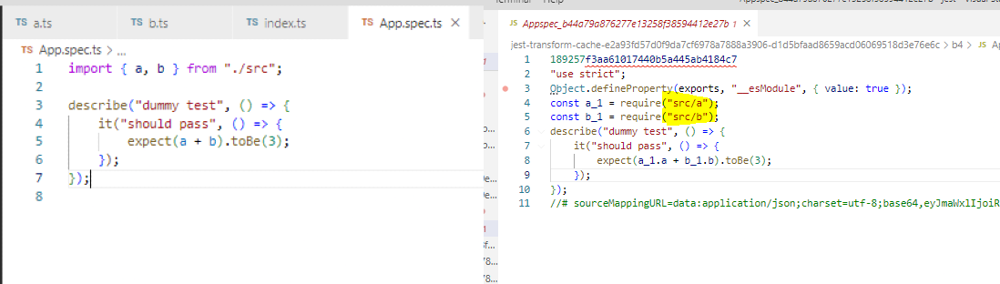 TS a.ts
TS b.ts
TS index.ts
TS App.spec.ts ×
TS App.spec.ts > ...
1 import { a, b } from "./src";
2
3 describe("dummy test", () => {
4 it("should pass", () => {
5 expect(a + b).toBe(3);
6 });
7 });
8
Help
JS Appspec_b44a79a876277e13258f38594412e27b 1 ×
jest-transform-cache-e2a93fd57d0f9da7cf6978a7888a3906-d1d5bfaad8659acd06069518d3e76e6c > b4 > JS
1 189257f3aa61017440b5a445ab4184c7
2 "use strict";
3 Object.defineProperty(exports, "__esModule", { value: true });
4 const a_1 = require("src/a");
5 const b_1 = require("src/b");
6 describe("dummy test", () => {
7 it("should pass", () => {
8 expect(a_1.a + b_1.b).toBe(3);
9 });
10 });
11 //# sourceMappingURL=data:application/json;charset=utf-8;base64,eyJmaWxlIjoiR